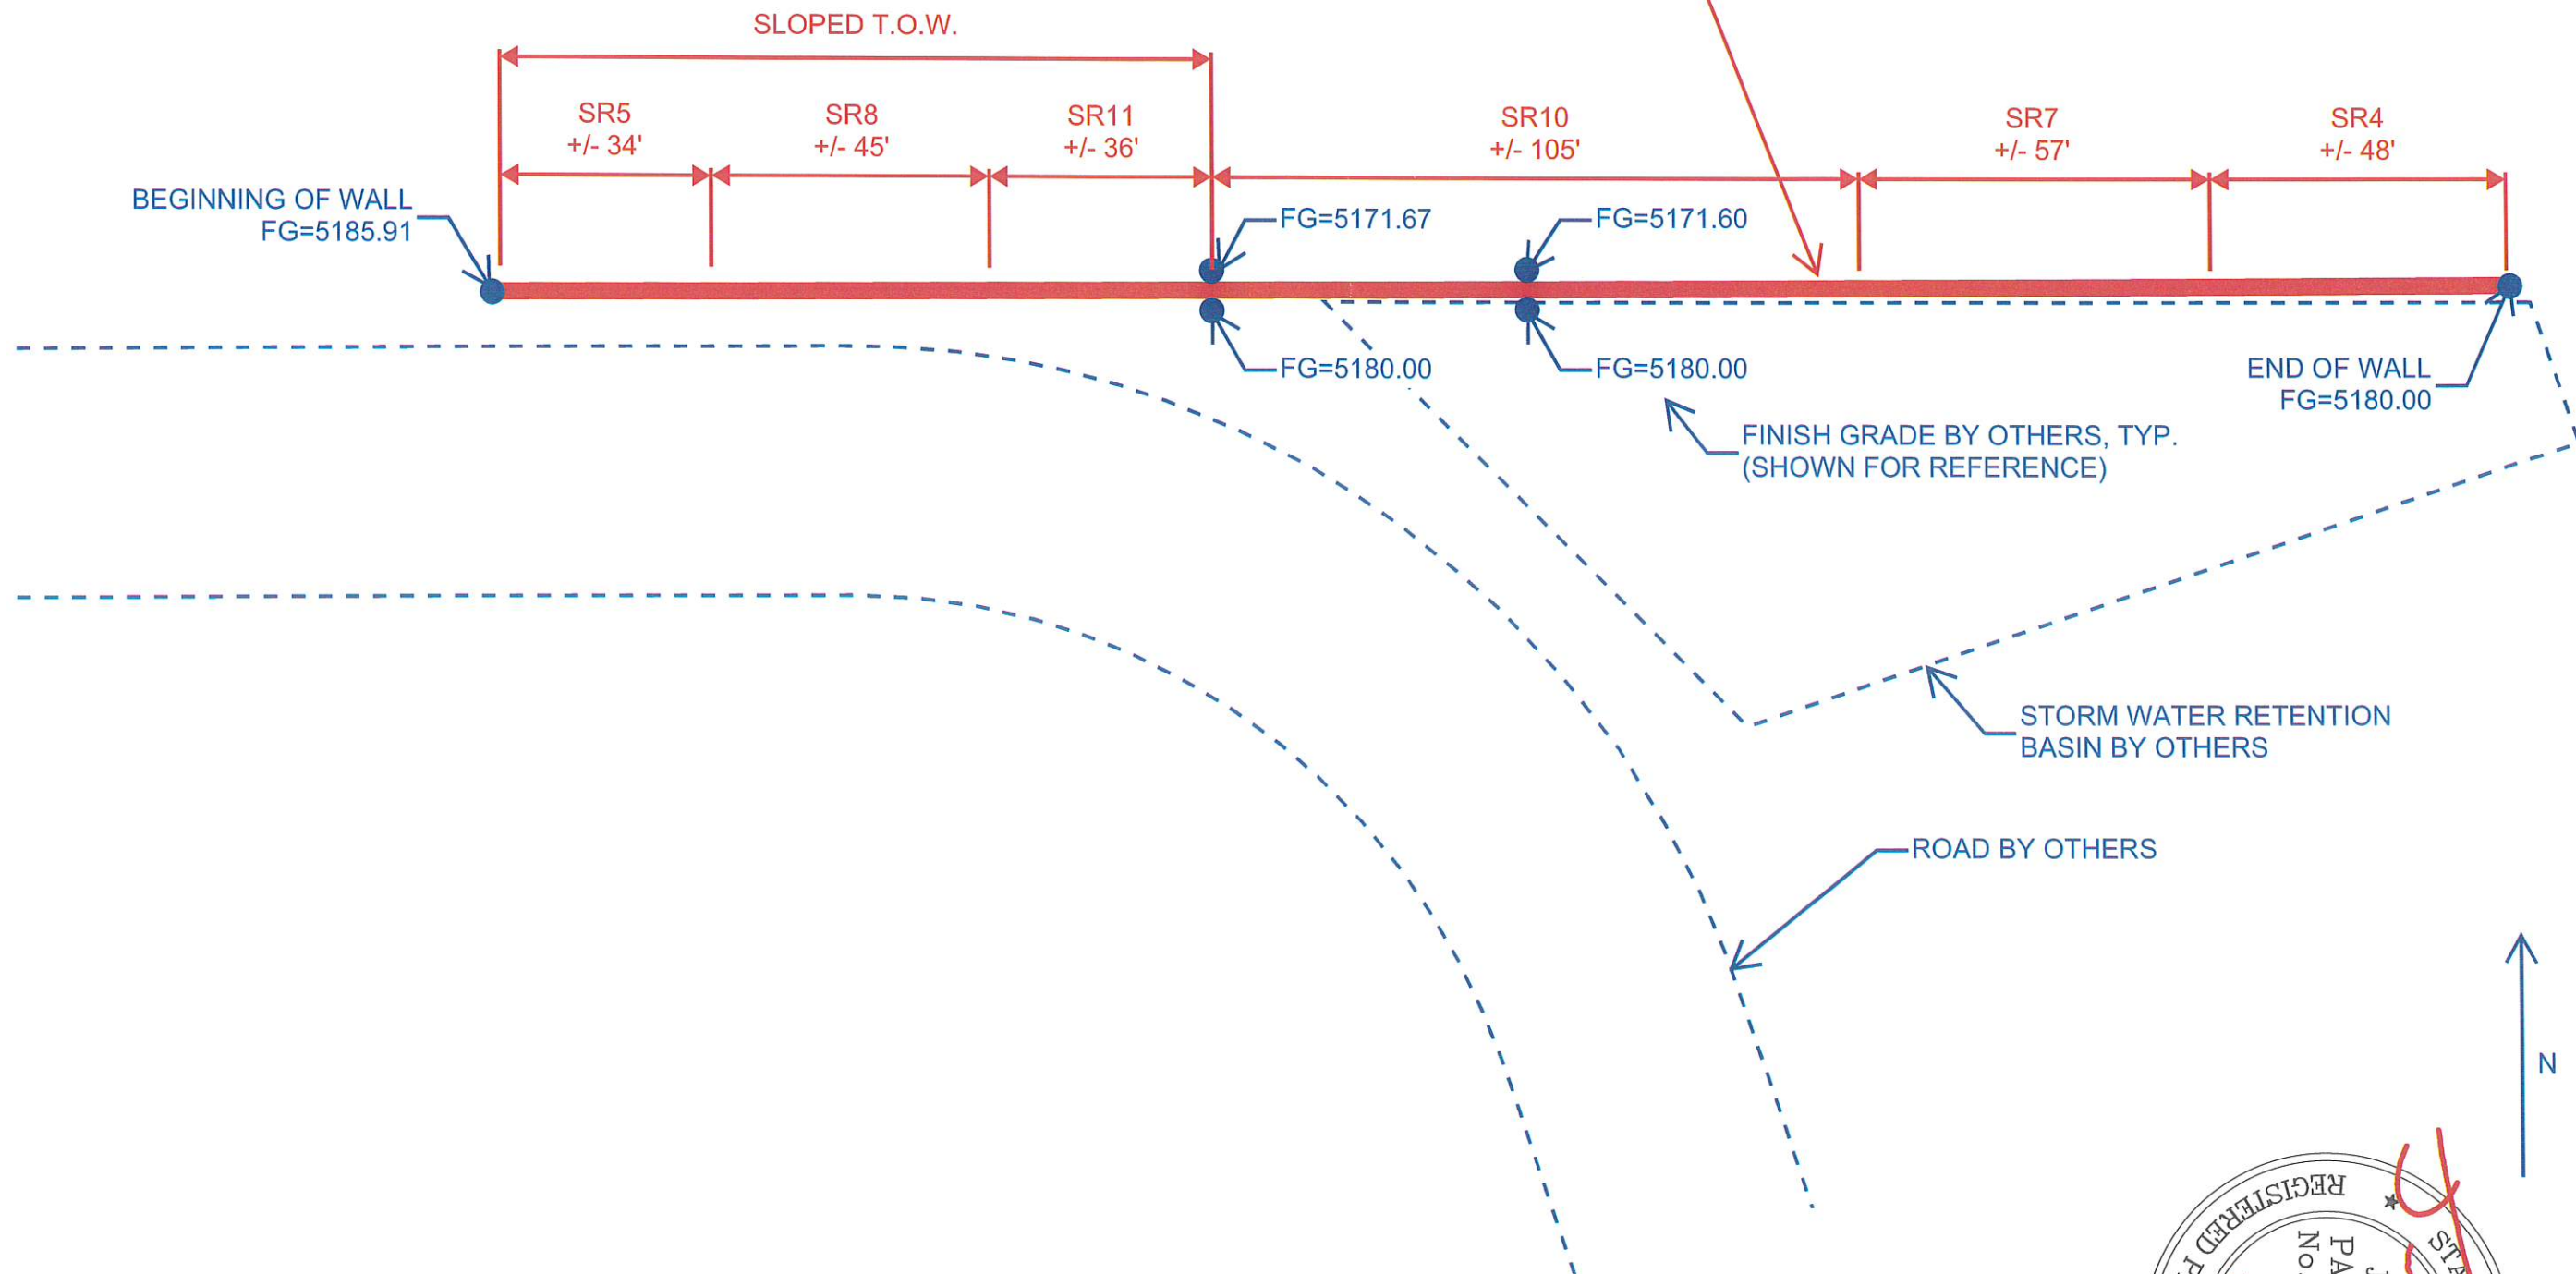 SLOPED T.O.W.
SR5
+/- 34'
SR8
+/- 45'
SR11
+/- 36'
SR10
+/- 105'
SR7
+/- 57'
SR4
+/- 48'
BEGINNING OF WALL
FG=5185.91
FG=5171.67
FG=5171.60
FG=5180.00
FG=5180.00
END OF WALL
FG=5180.00
FINISH GRADE BY OTHERS, TYP.
(SHOWN FOR REFERENCE)
STORM WATER RETENTION
BASIN BY OTHERS
ROAD BY OTHERS
N
REGISTERED
No